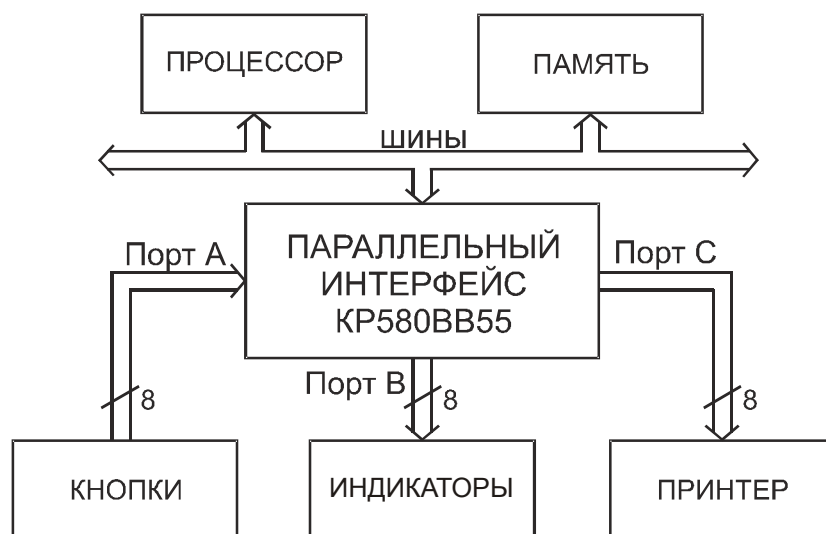 ПРОЦЕССОР
ПАМЯТЬ
ШИНЫ
ПАРАЛЛЕЛЬНЫЙ
ИНТЕРФЕЙС
КР580ВВ55
Порт А
Порт С
Порт В
8
8
8
КНОПКИ
ИНДИКАТОРЫ
ПРИНТЕР